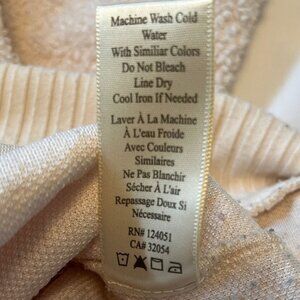 Machine Wash Cold
Water
With Similiar Colors
Do Not Bleach
Line Dry
Cool Iron If Needed
Laver À La Machine
À L'eau Froide
Avec Couleurs
Similaires
Ne Pas Blanchir
Sécher À L'air
Repassage Doux Si
Nécessaire
RN# 124051
CA# 32054